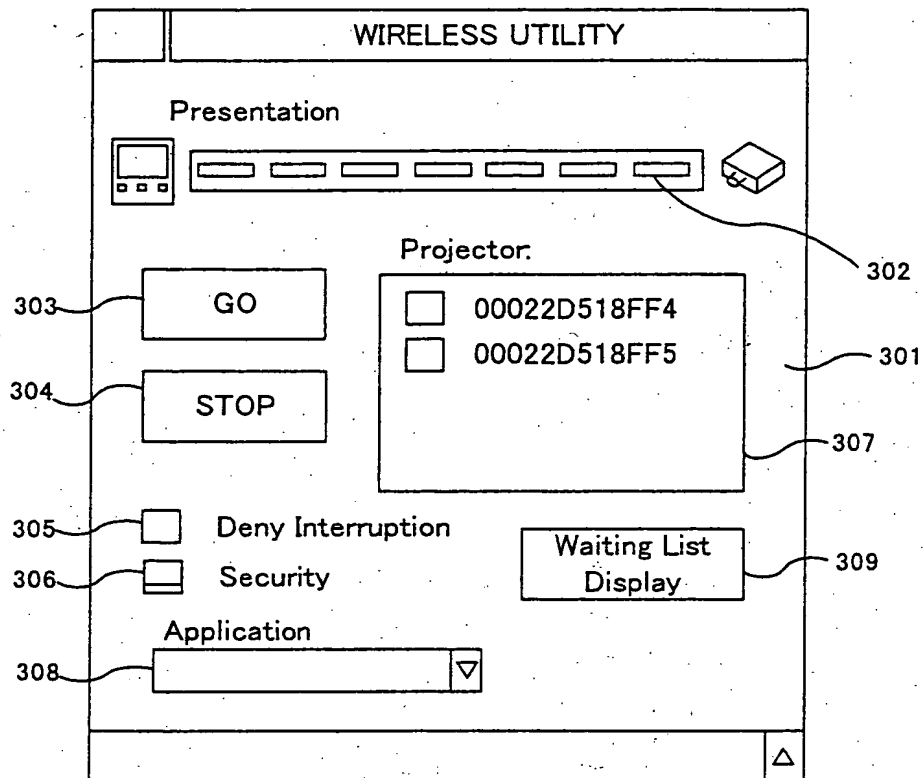 WIRELESS UTILITY
Presentation
302
Projector:
303
GO
00022D518FF4
00022D518FF5
301
304
STOP
307
305
Deny Interruption
Waiting List
Display
309
306
Security
Application
308